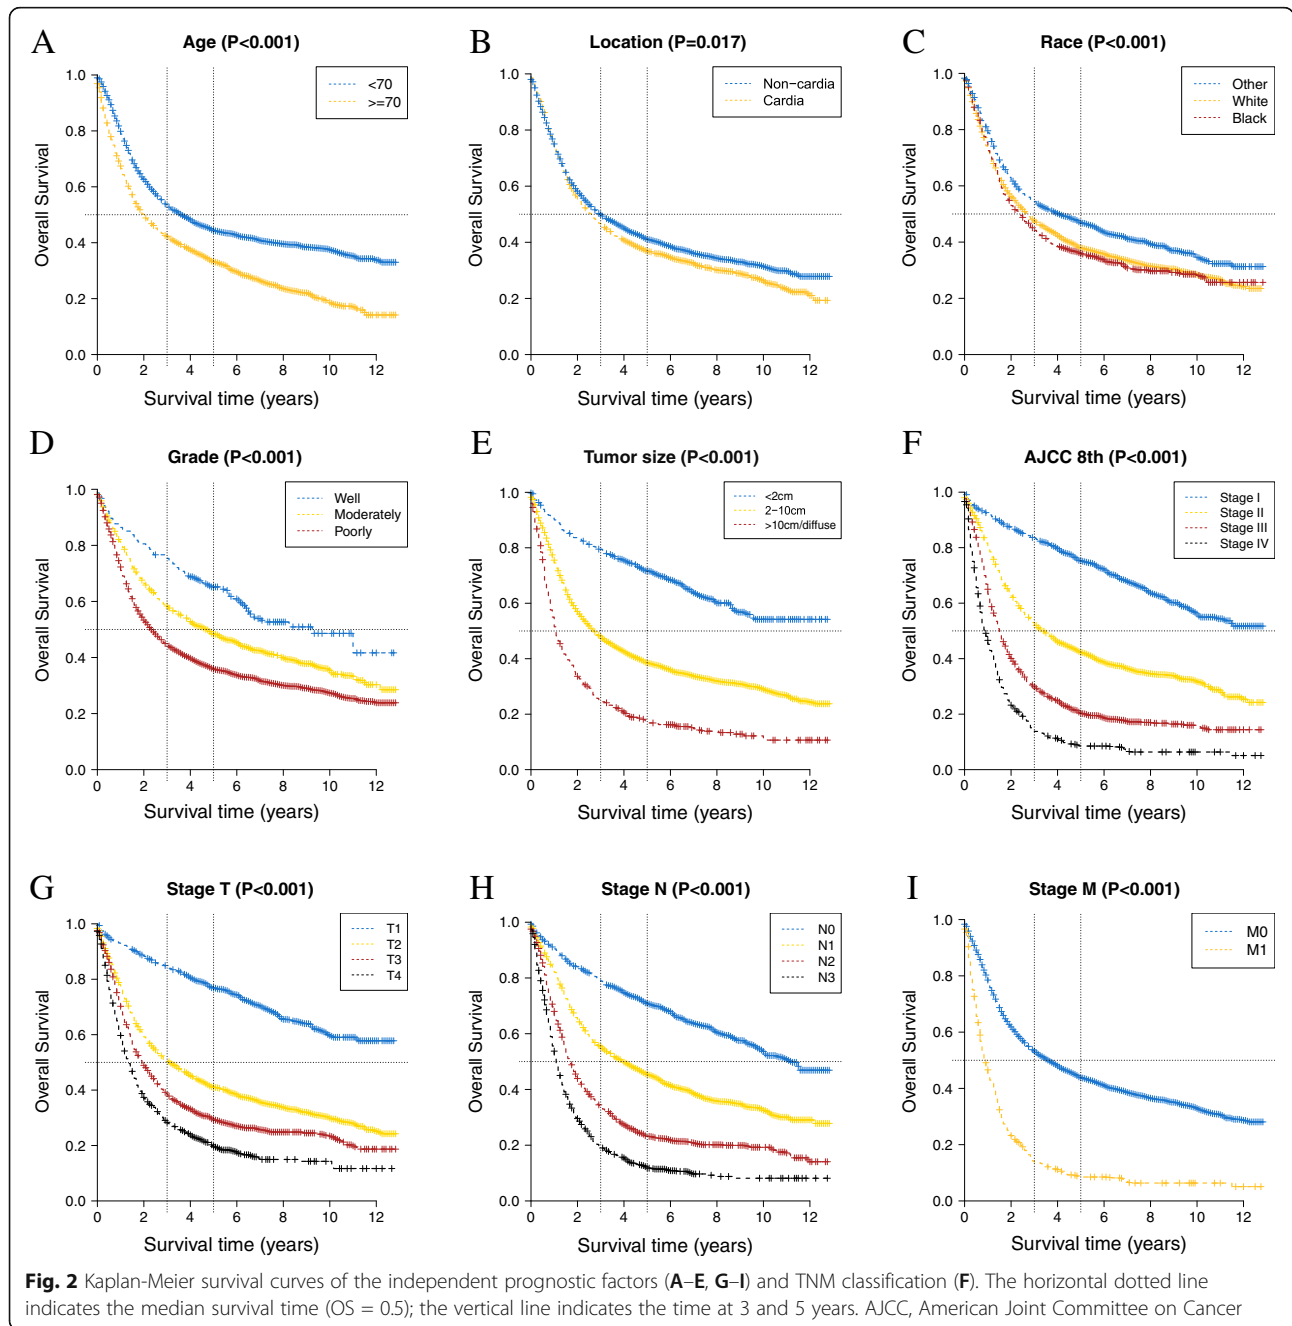 A
Age (P<0.001)
<70
>=70
Overall Survival
1.0
0.8
0.6
0.4
0.2
0.0
0 2 4 6 8 10 12
Survival time (years)
B
Location (P=0.017)
Non-cardia
Cardia
Overall Survival
1.0
0.8
0.6
0.4
0.2
0.0
0 2 4 6 8 10 12
Survival time (years)
C
Race (P<0.001)
Other
White
Black
Overall Survival
1.0
0.8
0.6
0.4
0.2
0.0
0 2 4 6 8 10 12
Survival time (years)
D
Grade (P<0.001)
Well
Moderately
Poorly
Overall Survival
1.0
0.8
0.6
0.4
0.2
0.0
0 2 4 6 8 10 12
Survival time (years)
E
Tumor size (P<0.001)
<2cm
2−10cm
>10cm/diffuse
Overall Survival
1.0
0.8
0.6
0.4
0.2
0.0
0 2 4 6 8 10 12
Survival time (years)
F
AJCC 8th (P<0.001)
Stage I
Stage II
Stage III
Stage IV
Overall Survival
1.0
0.8
0.6
0.4
0.2
0.0
0 2 4 6 8 10 12
Survival time (years)
G
Stage T (P<0.001)
T1
T2
T3
T4
Overall Survival
1.0
0.8
0.6
0.4
0.2
0.0
0 2 4 6 8 10 12
Survival time (years)
H
Stage N (P<0.001)
N0
N1
N2
N3
Overall Survival
1.0
0.8
0.6
0.4
0.2
0.0
0 2 4 6 8 10 12
Survival time (years)
I
Stage M (P<0.001)
M0
M1
Overall Survival
1.0
0.8
0.6
0.4
0.2
0.0
0 2 4 6 8 10 12
Survival time (years)
Fig. 2 Kaplan-Meier survival curves of the independent prognostic factors (A–E, G–I) and TNM classification (F). The horizontal dotted line
indicates the median survival time (OS = 0.5); the vertical line indicates the time at 3 and 5 years. AJCC, American Joint Committee on Cancer